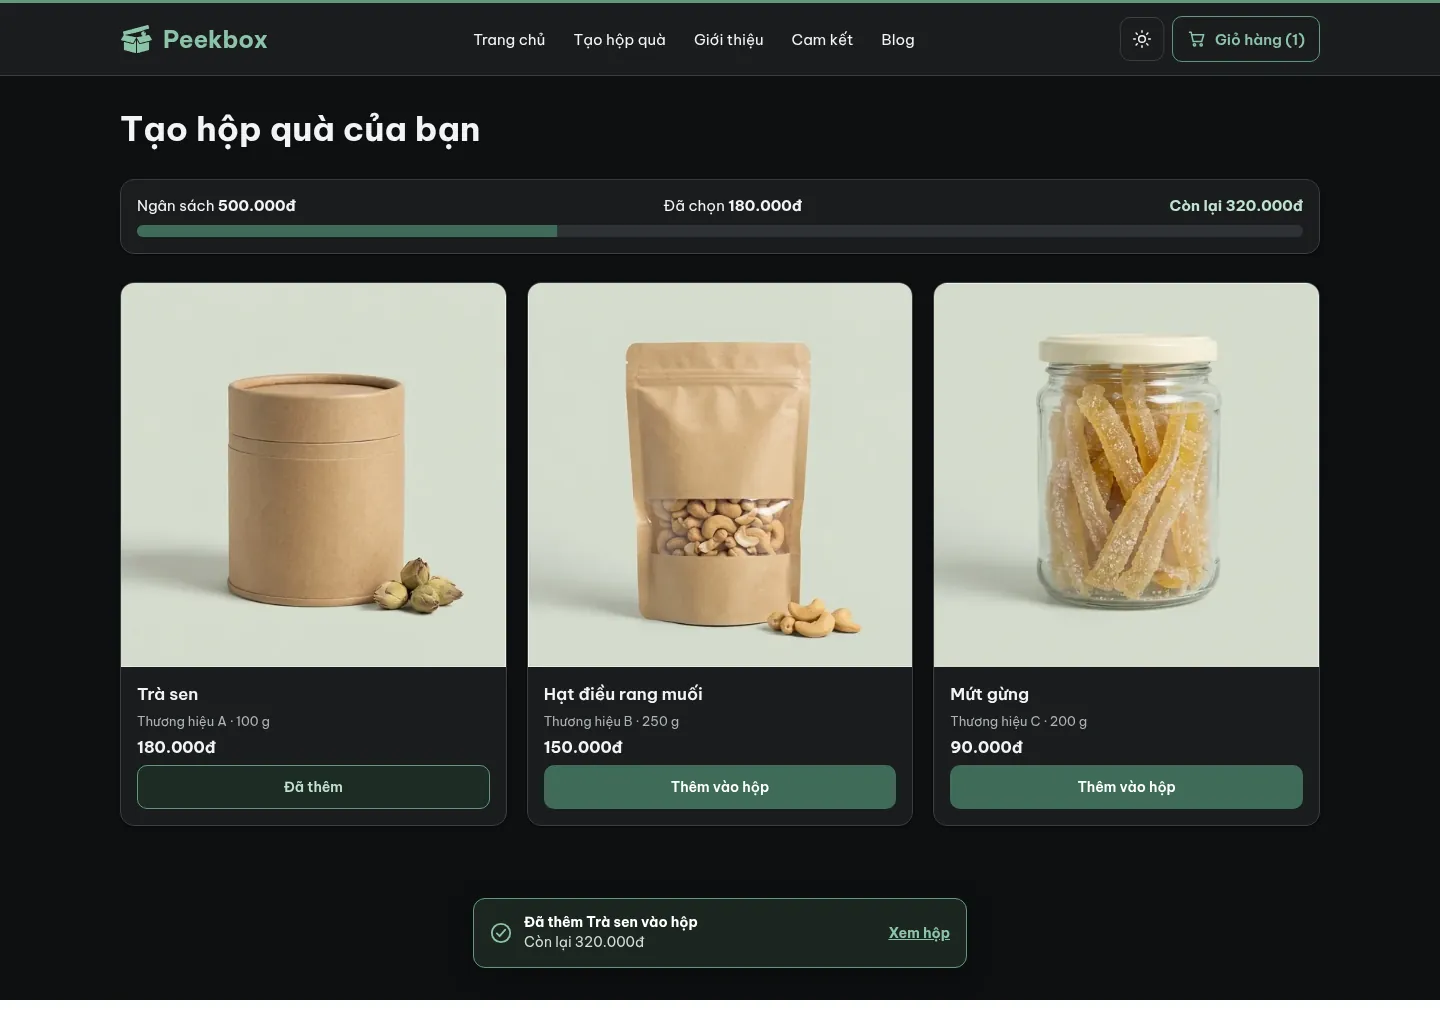 Peekbox
Trang chủ
Tạo hộp quà
Giới thiệu
Cam kết
Blog
Giỏ hàng (1)
Tạo hộp quà của bạn
Ngân sách 500.000đ
Đã chọn 180.000đ
Còn lại 320.000đ
Trà sen
Thương hiệu A · 100 g
180.000đ
Đã thêm
Hạt điều rang muối
Thương hiệu B · 250 g
150.000đ
Thêm vào hộp
Mứt gừng
Thương hiệu C · 200 g
90.000đ
Thêm vào hộp
Đã thêm Trà sen vào hộp
Còn lại 320.000đ
Xem hộp